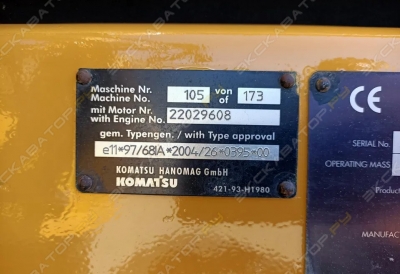 Maschine Nr. 105 von 173
Machine No. of
mit Motor Nr. 22029608
with Engine No.
gem. Typengen. / with Type approval
e11*97/68IA*2004/26*0395*00
KOMATSU HANOMAG GmbH
KOMATSU
421-93-H1980
CE
SERIAL NO
OPERATING MASS
Produc
MANUFAC